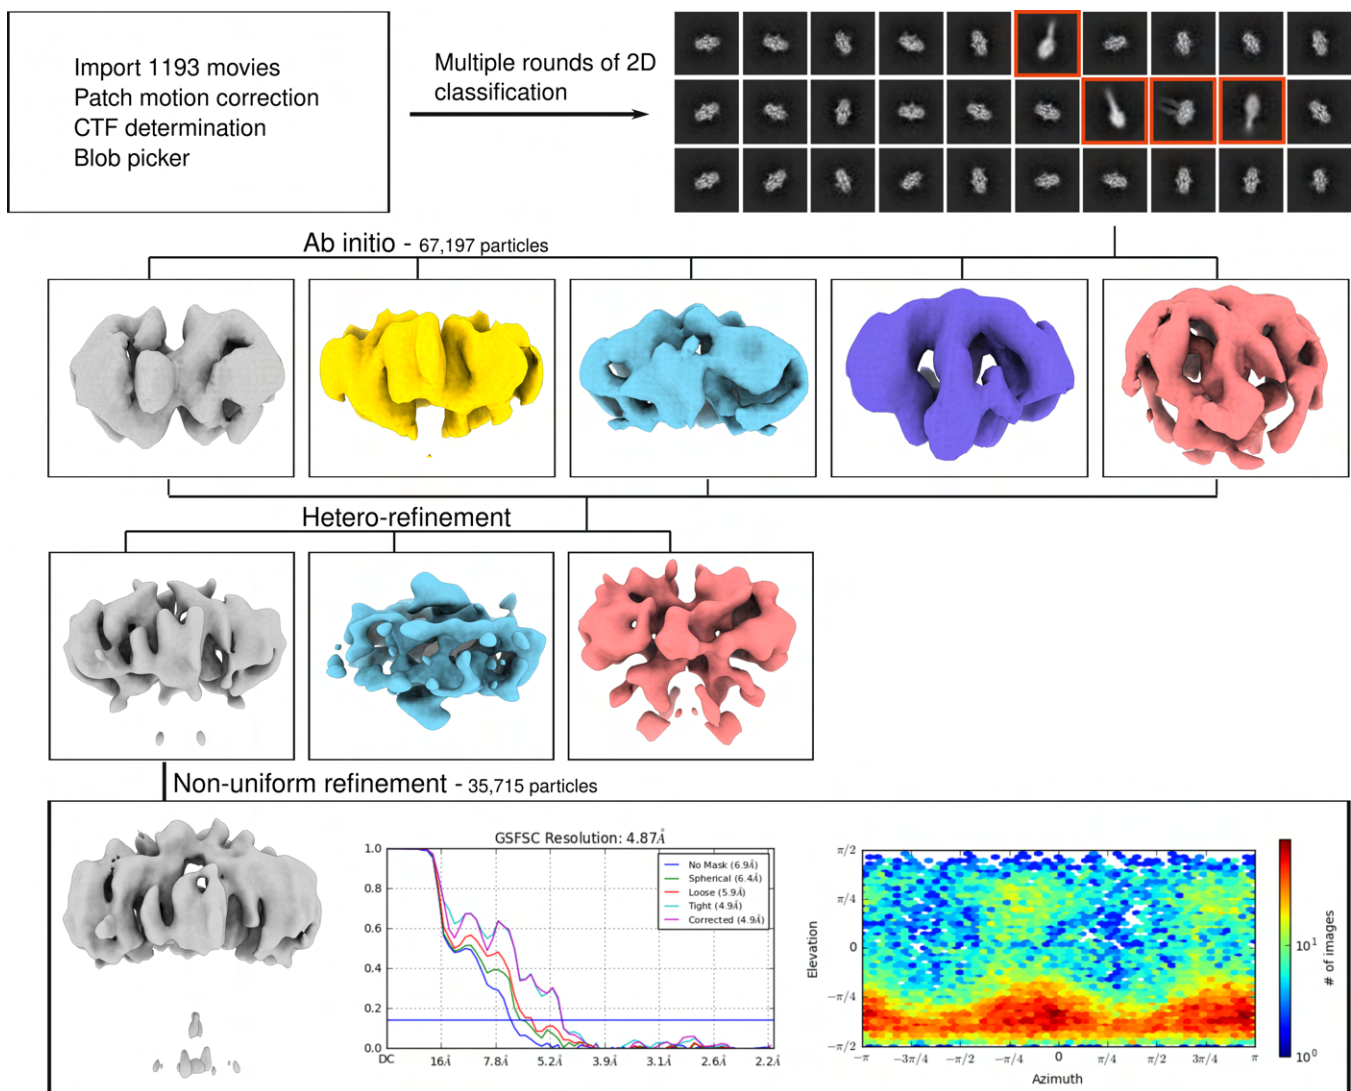 Import 1193 movies
Patch motion correction
CTF determination
Blob picker
Multiple rounds of 2D
classification
Ab initio - 67,197 particles
Hetero-refinement
Non-uniform refinement - 35,715 particles
GSFSC Resolution: 4.87Å
1.0
0.8
0.6
0.4
0.2
0.0
No Mask (6.9Å)
Spherical (6.4Å)
Loose (5.9Å)
Tight (4.9Å)
Corrected (4.9Å)
DC
16Å
7.8Å
5.2Å
3.9Å
3.1Å
2.6Å
2.2Å
Elevation
π/2
π/4
0
−π/4
−π/2
−π
−3π/4
−π/2
−π/4
0
π/4
π/2
3π/4
π
Azimuth
10¹
10⁰
# of images